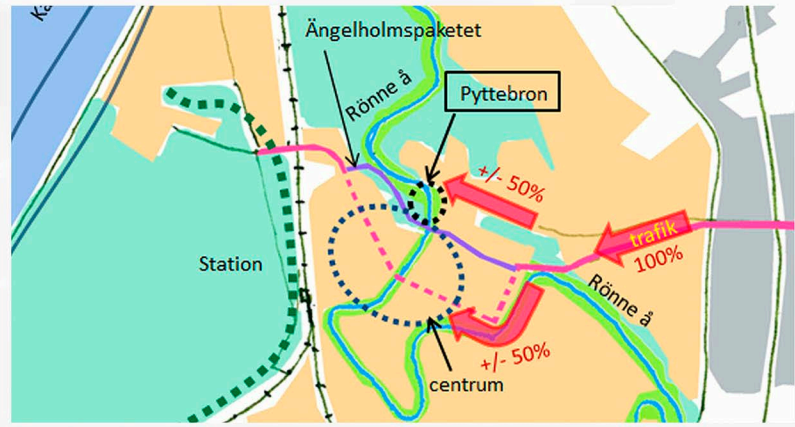 Ängelholmspaketet
Rönne å
Pyttebron
+/- 50%
trafik
100%
Station
Rönne å
+/- 50%
centrum